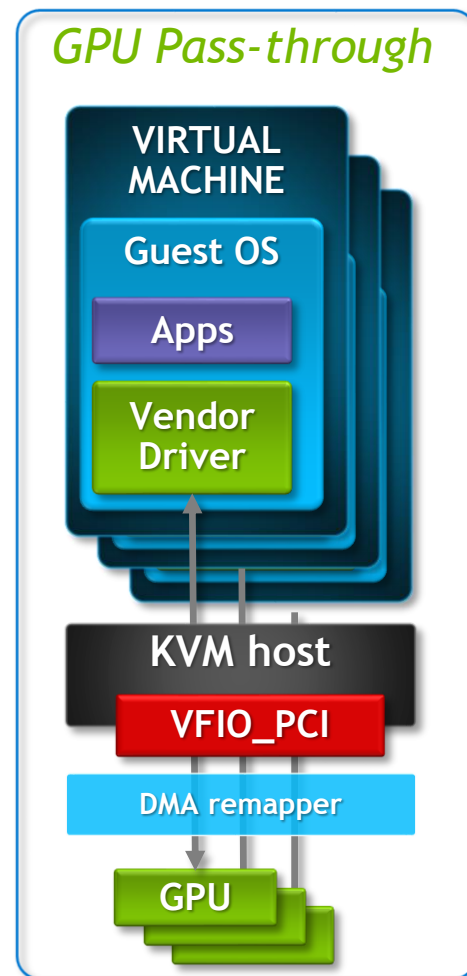 GPU Pass-through
VIRTUAL
MACHINE
Guest OS
Apps
Vendor
Driver
KVM host
VFIO_PCI
DMA remapper
GPU